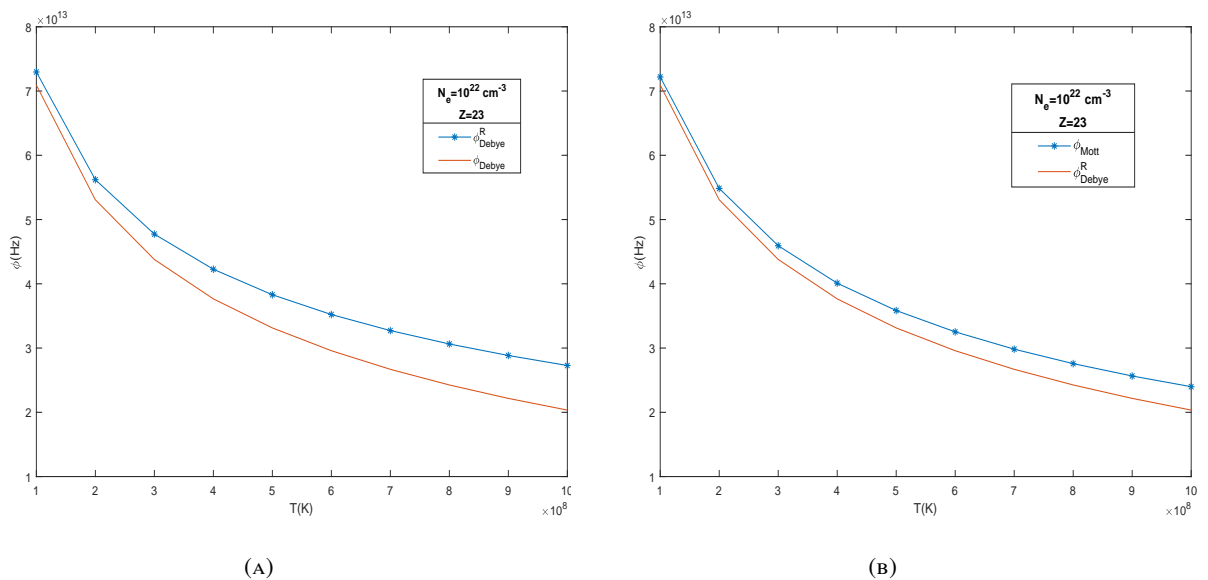 ×10^13
8
7
6
5
4
3
2
1
ϕ(Hz)
1 2 3 4 5 6 7 8 9 10
T(K)
×10^8
N_e=10^22 cm^-3
Z=23
ϕ^R_Debye
ϕ_Debye
(A)
×10^13
8
7
6
5
4
3
2
1
ϕ(Hz)
1 2 3 4 5 6 7 8 9 10
T(K)
×10^8
N_e=10^22 cm^-3
Z=23
ϕ_Mott
ϕ^R_Debye
(B)